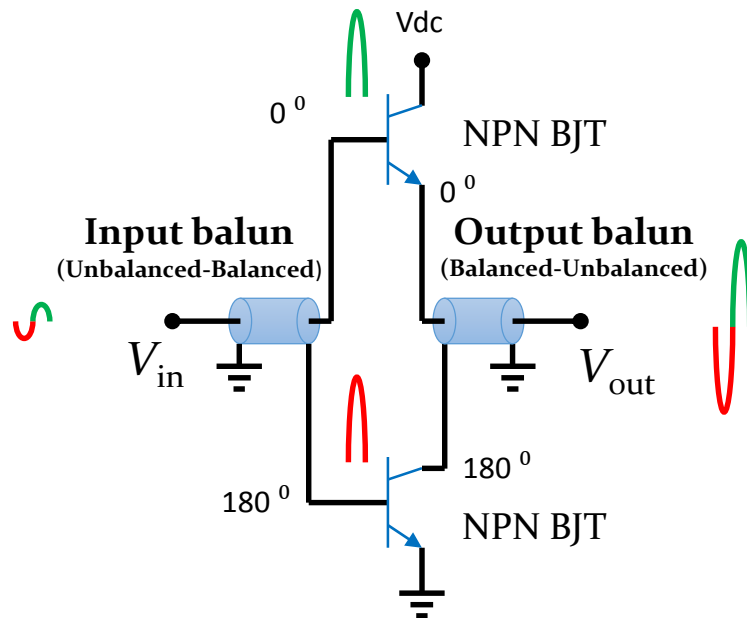 Vdc
0 ⁰
NPN BJT
0 ⁰
Input balun
(Unbalanced-Balanced)
Output balun
(Balanced-Unbalanced)
Vin
Vout
180 ⁰
180 ⁰
NPN BJT